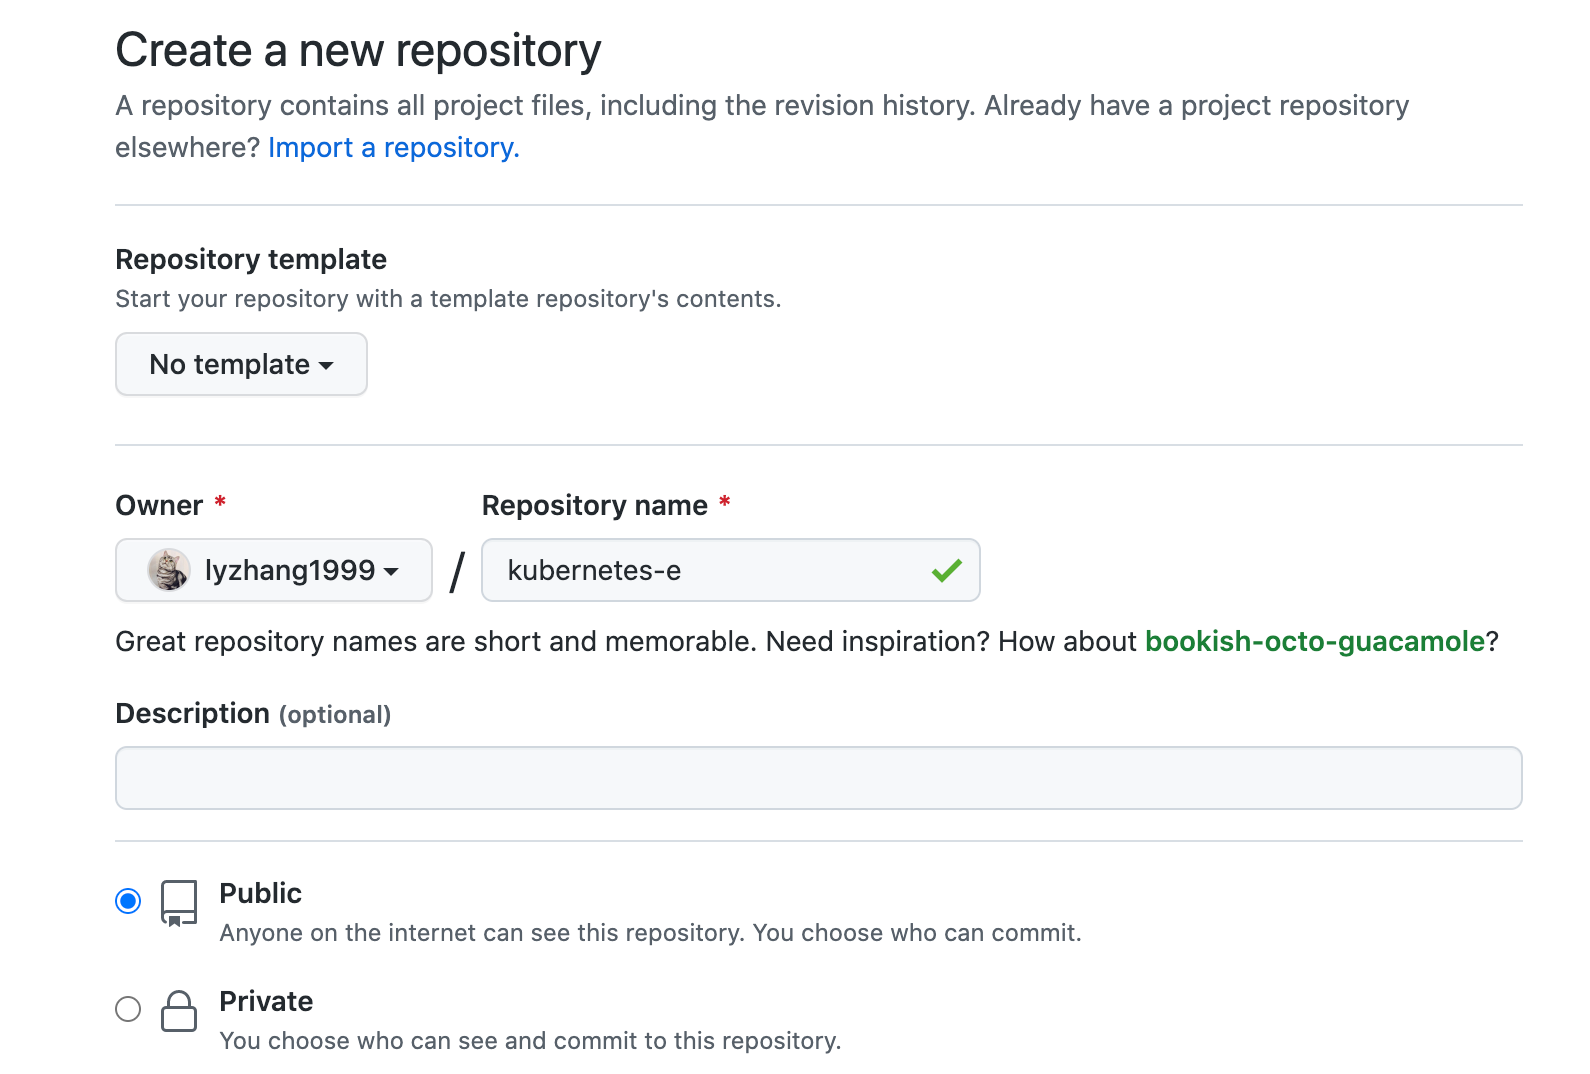 Create a new repository
A repository contains all project files, including the revision history. Already have a project repository
elsewhere? Import a repository.
Repository template
Start your repository with a template repository's contents.
No template
Owner *
Repository name *
lyzhang1999 / kubernetes-e
Great repository names are short and memorable. Need inspiration? How about bookish-octo-guacamole?
Description (optional)
Public
Anyone on the internet can see this repository. You choose who can commit.
Private
You choose who can see and commit to this repository.